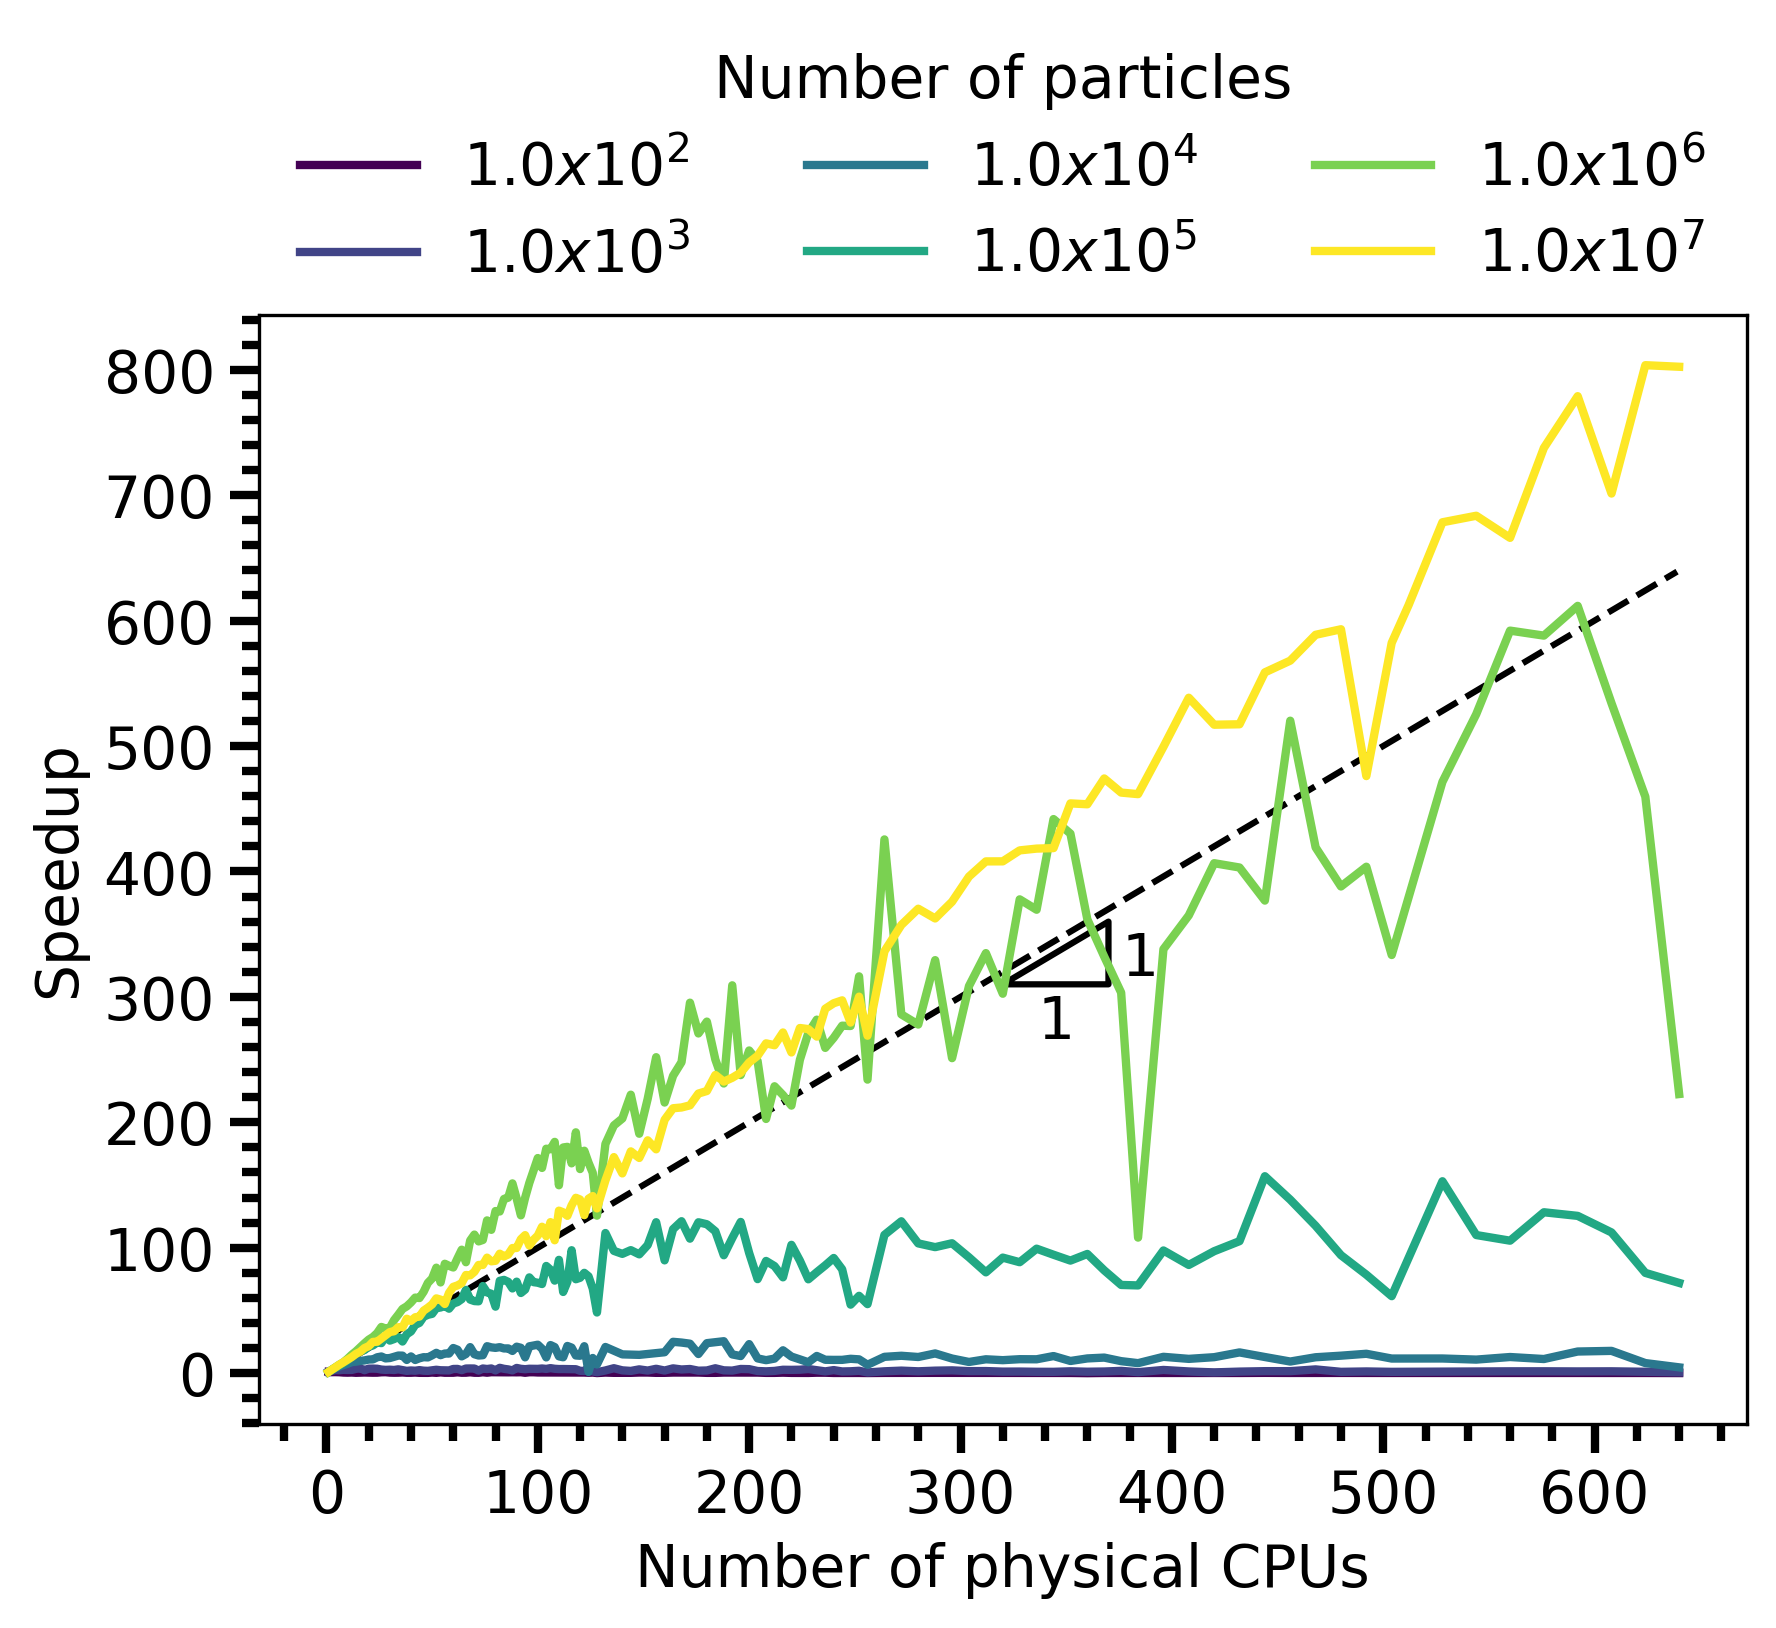 Number of particles
1.0x10² 1.0x10⁴ 1.0x10⁶
1.0x10³ 1.0x10⁵ 1.0x10⁷
800
700
600
500
400
300
200
100
0
Speedup
1
1
0 100 200 300 400 500 600
Number of physical CPUs